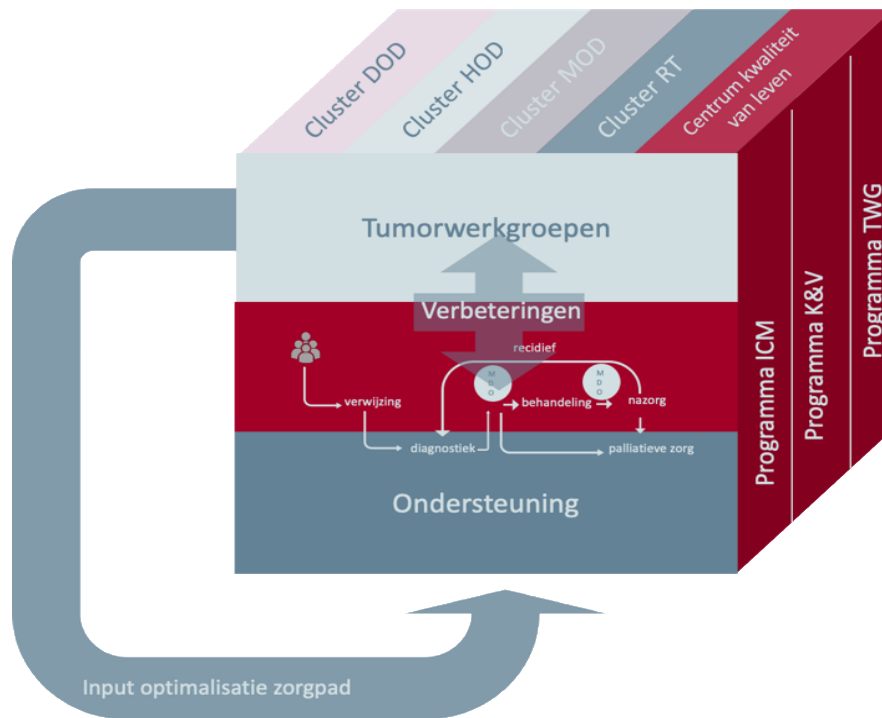 Cluster DOD
Cluster HOD
Cluster MOD
Cluster RT
Centrum kwaliteit
van leven
Tumorwerkgroepen
Verbeteringen
recidief
MDO
MDO
verwijzing
behandeling
nazorg
diagnostiek
palliatieve zorg
Ondersteuning
Programma ICM
Programma K&V
Programma TWG
Input optimalisatie zorgpad